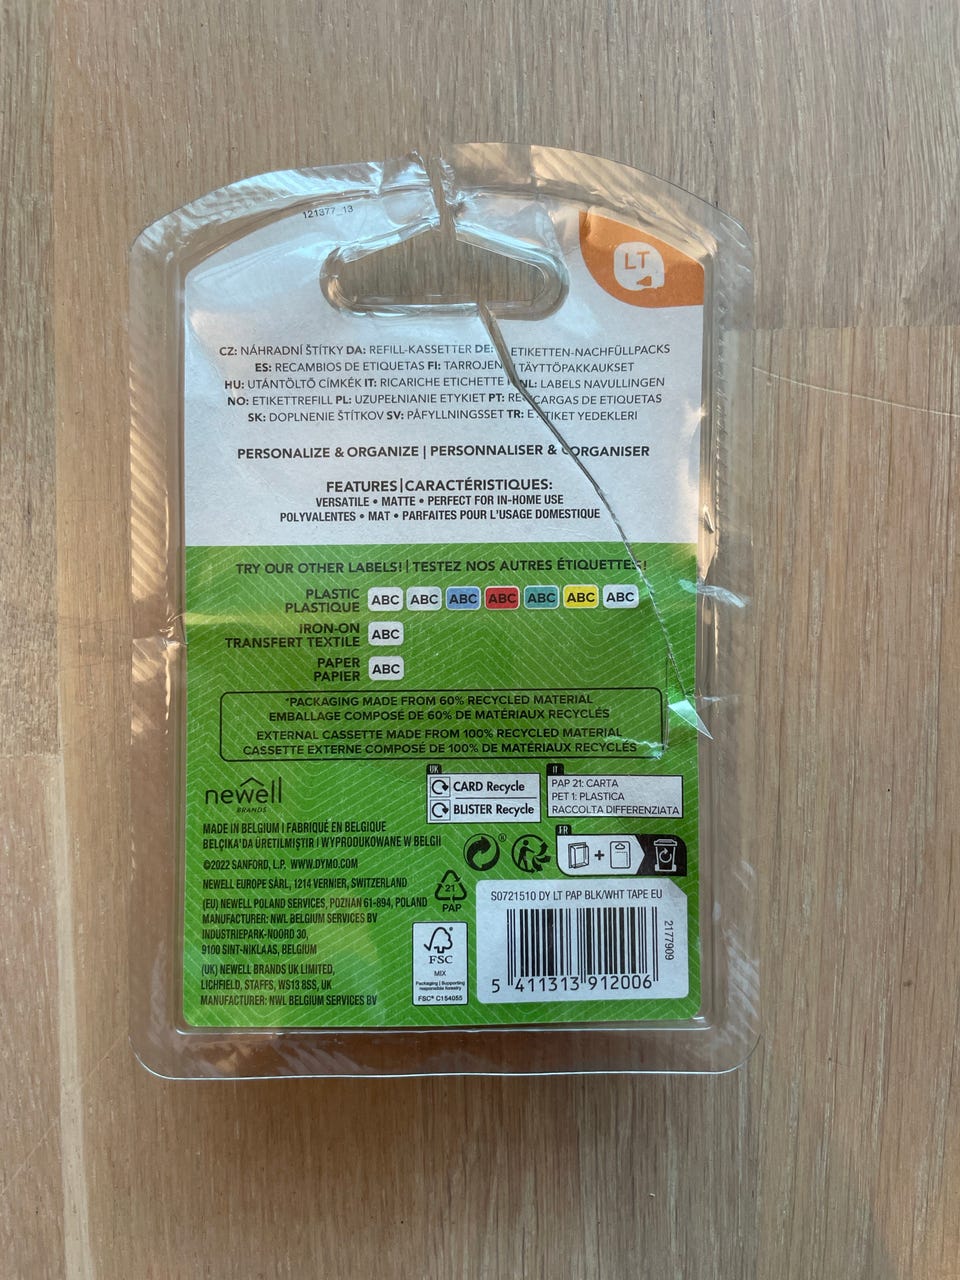 121377_13
LT
CZ: NÁHRADNÍ ŠTÍTKY DA: REFILL-KASSETTER DE: ETIKETTEN-NACHFÜLLPACKS
ES: RECAMBIOS DE ETIQUETAS FI: TARROJEN TÄYTTÖPAKKAUKSET
HU: UTÁNTÖLTŐ CÍMKÉK IT: RICARICHE ETICHETTE NL: LABELS NAVULLINGEN
NO: ETIKETTREFILL PL: UZUPEŁNIANIE ETYKIET PT: RECARGAS DE ETIQUETAS
SK: DOPLNENIE ŠTÍTKOV SV: PÅFYLLNINGSSET TR: ETİKET YEDEKLERI
PERSONALIZE & ORGANIZE | PERSONNALISER & ORGANISER
FEATURES | CARACTÉRISTIQUES:
VERSATILE • MATTE • PERFECT FOR IN-HOME USE
POLYVALENTES • MAT • PARFAITES POUR L'USAGE DOMESTIQUE
TRY OUR OTHER LABELS! | TESTEZ NOS AUTRES ÉTIQUETTES!
PLASTIC
PLASTIQUE
ABC ABC ABC ABC ABC ABC ABC
IRON-ON
TRANSFERT TEXTILE
ABC
PAPER
PAPIER
ABC
*PACKAGING MADE FROM 60% RECYCLED MATERIAL
EMBALLAGE COMPOSÉ DE 60% DE MATÉRIAUX RECYCLÉS
EXTERNAL CASSETTE MADE FROM 100% RECYCLED MATERIAL
CASSETTE EXTERNE COMPOSÉ DE 100% DE MATÉRIAUX RECYCLÉS
newell
BRANDS
UK
CARD Recycle
BLISTER Recycle
IT
PAP 21: CARTA
PET 1: PLASTICA
RACCOLTA DIFFERENZIATA
MADE IN BELGIUM | FABRIQUÉ EN BELGIQUE
BELÇİKA'DA ÜRETILMIŞTIR | WYPRODUKOWANE W BELGII
©2022 SANFORD, L.P. WWW.DYMO.COM
NEWELL EUROPE SÀRL, 1214 VERNIER, SWITZERLAND
(EU) NEWELL POLAND SERVICES, POZNAN 61-894, POLAND
MANUFACTURER: NWL BELGIUM SERVICES BV
INDUSTRIEPARK-NOORD 30,
9100 SINT-NIKLAAS, BELGIUM
(UK) NEWELL BRANDS UK LIMITED,
LICHFIELD, STAFFS, WS13 8SS, UK
MANUFACTURER: NWL BELGIUM SERVICES BV
®
FR
+
21
PAP
FSC
MIX
Packaging | Supporting
responsible forestry
FSC® C154055
S0721510 DY LT PAP BLK/WHT TAPE EU
2177909
5 411313 912006